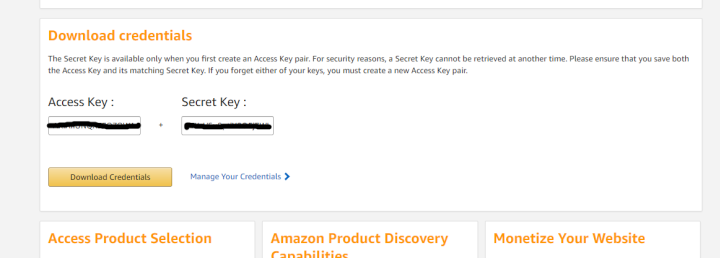 Download credentials
The Secret Key is available only when you first create an Access Key pair. For security reasons, a Secret Key cannot be retrieved at another time. Please ensure that you save both
the Access Key and its matching Secret Key. If you forget either of your keys, you must create a new Access Key pair.
Access Key :
Secret Key :
+
Download Credentials
Manage Your Credentials
Access Product Selection
Amazon Product Discovery
Capabilities
Monetize Your Website